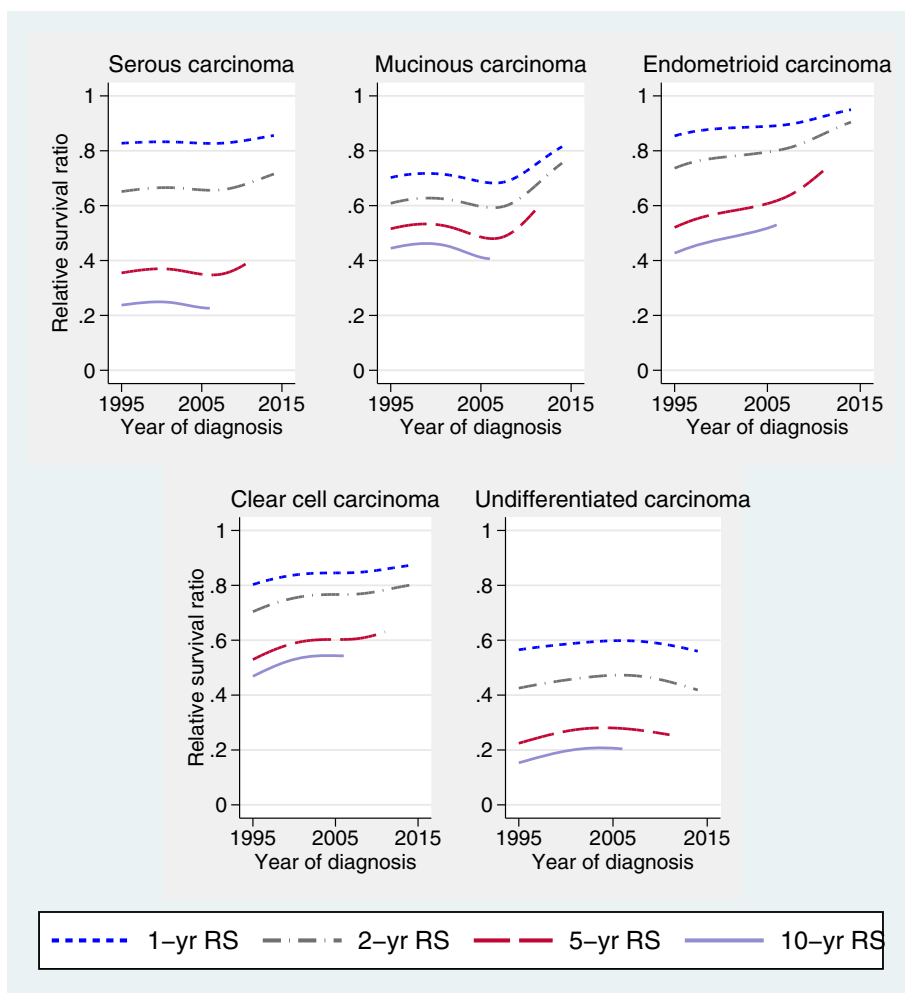 Serous carcinoma
Mucinous carcinoma
Endometrioid carcinoma
Relative survival ratio
1
.8
.6
.4
.2
0
1995 2005 2015
Year of diagnosis
1
.8
.6
.4
.2
0
1995 2005 2015
Year of diagnosis
1
.8
.6
.4
.2
0
1995 2005 2015
Year of diagnosis
Clear cell carcinoma
Undifferentiated carcinoma
Relative survival ratio
1
.8
.6
.4
.2
0
1995 2005 2015
Year of diagnosis
1
.8
.6
.4
.2
0
1995 2005 2015
Year of diagnosis
1−yr RS 2−yr RS 5−yr RS 10−yr RS